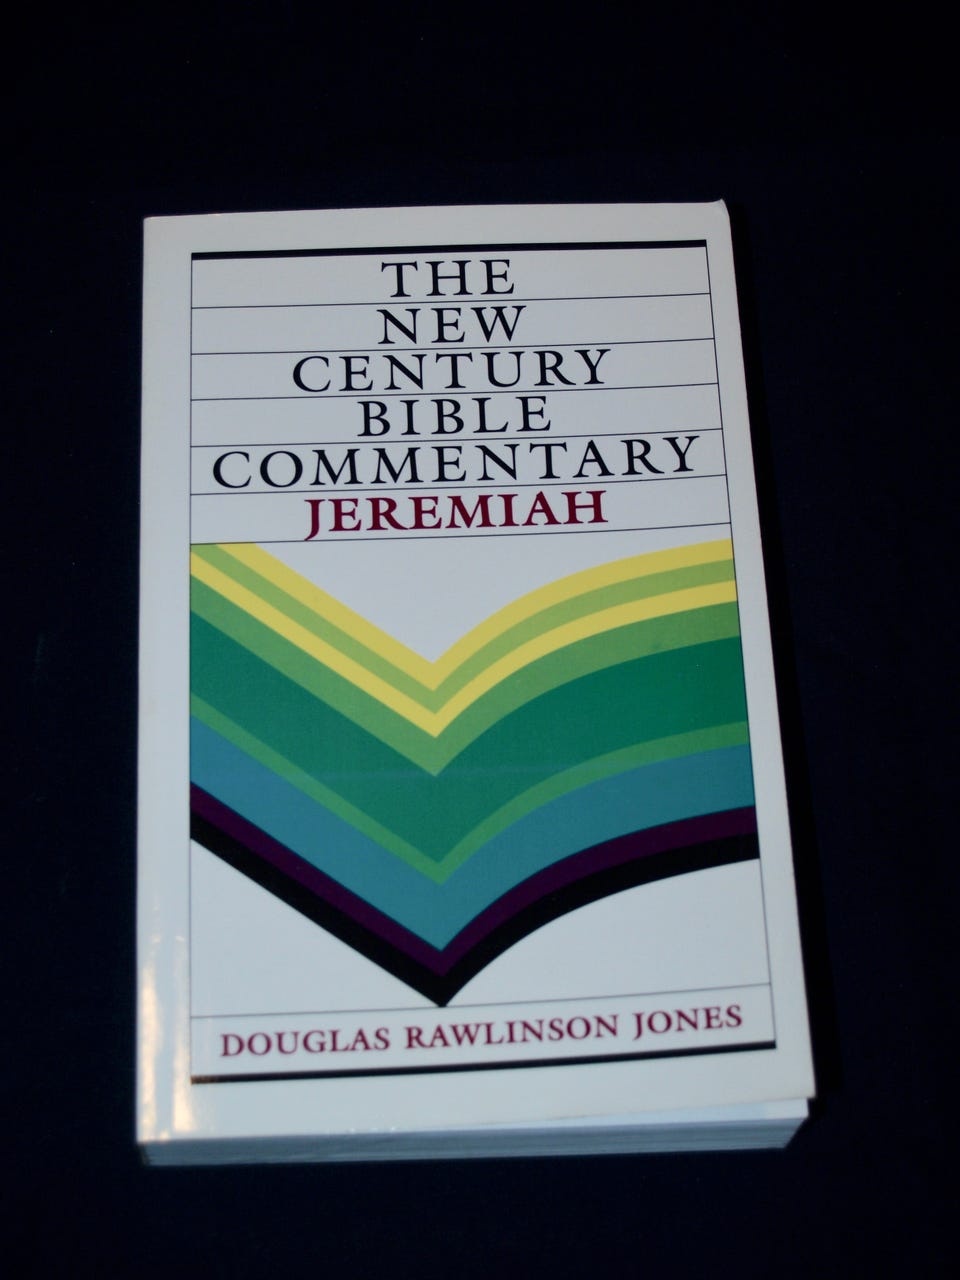 THE
NEW
CENTURY
BIBLE
COMMENTARY
JEREMIAH
DOUGLAS RAWLINSON JONES